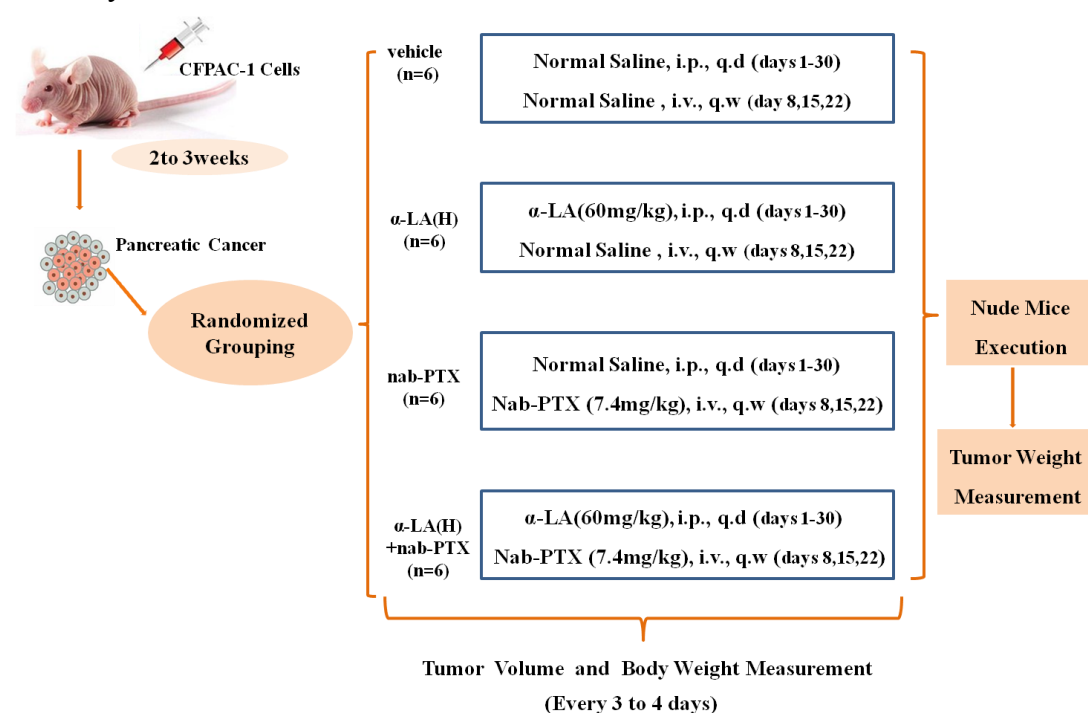 CFPAC-1 Cells
2to 3weeks
Pancreatic Cancer
Randomized
Grouping
vehicle
(n=6)
Normal Saline, i.p., q.d (days 1-30)
Normal Saline , i.v., q.w (day 8,15,22)
α-LA(H)
(n=6)
α-LA(60mg/kg), i.p., q.d (days 1-30)
Normal Saline , i.v., q.w (days 8,15,22)
nab-PTX
(n=6)
Normal Saline, i.p., q.d (days 1-30)
Nab-PTX (7.4mg/kg), i.v., q.w (days 8,15,22)
α-LA(H)
+nab-PTX
(n=6)
α-LA(60mg/kg), i.p., q.d (days 1-30)
Nab-PTX (7.4mg/kg), i.v., q.w (days 8,15,22)
Nude Mice
Execution
Tumor Weight
Measurement
Tumor Volume and Body Weight Measurement
(Every 3 to 4 days)